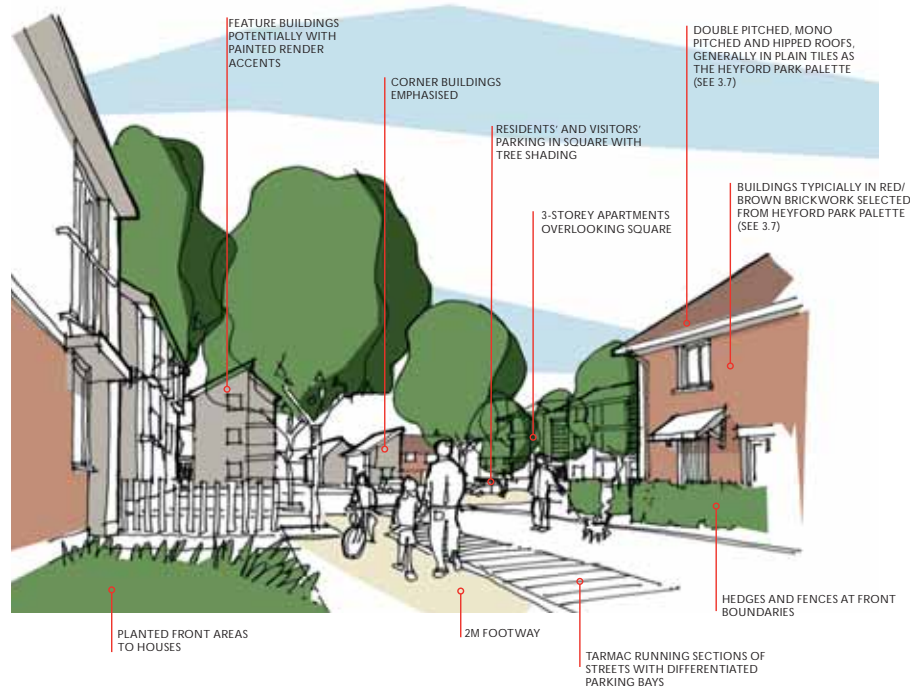 FEATURE BUILDINGS
POTENTIALLY WITH
PAINTED RENDER
ACCENTS
CORNER BUILDINGS
EMPHASISED
RESIDENTS' AND VISITORS'
PARKING IN SQUARE WITH
TREE SHADING
3-STOREY APARTMENTS
OVERLOOKING SQUARE
DOUBLE PITCHED, MONO
PITCHED AND HIPPED ROOFS,
GENERALLY IN PLAIN TILES AS
THE HEYFORD PARK PALETTE
(SEE 3.7)
BUILDINGS TYPICIALLY IN RED/
BROWN BRICKWORK SELECTED
FROM HEYFORD PARK PALETTE
(SEE 3.7)
HEDGES AND FENCES AT FRONT
BOUNDARIES
PLANTED FRONT AREAS
TO HOUSES
2M FOOTWAY
TARMAC RUNNING SECTIONS OF
STREETS WITH DIFFERENTIATED
PARKING BAYS